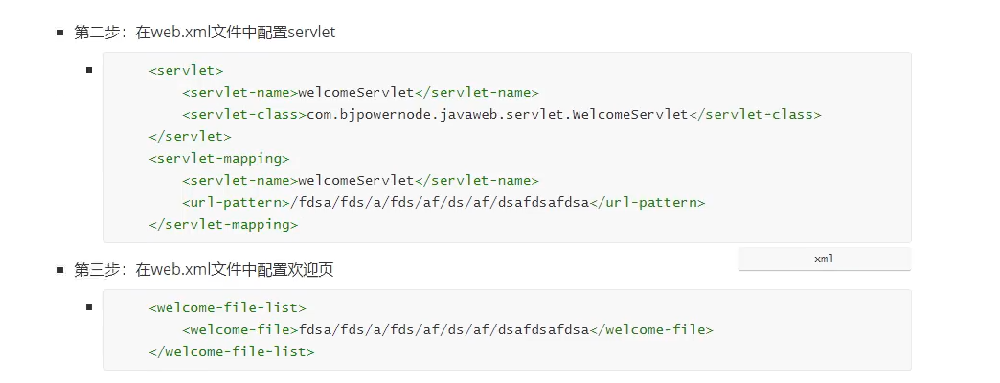 第二步：在web.xml文件中配置servlet
<servlet>
<servlet-name>welcomeServlet</servlet-name>
<servlet-class>com.bjpowernode.javaweb.servlet.WelcomeServlet</servlet-class>
</servlet>
<servlet-mapping>
<servlet-name>welcomeServlet</servlet-name>
<url-pattern>/fdsa/fds/a/fds/af/ds/af/dsafdsafdsa</url-pattern>
</servlet-mapping>
xml
第三步：在web.xml文件中配置欢迎页
<welcome-file-list>
<welcome-file>fdsa/fds/a/fds/af/ds/af/dsafdsafdsa</welcome-file>
</welcome-file-list>